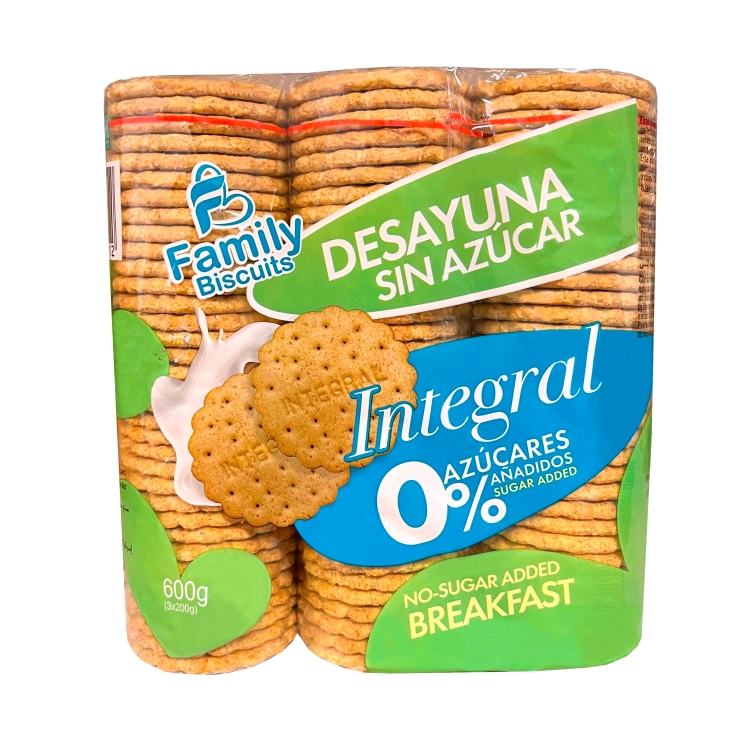 Family
Biscuits
DESAYUNA
SIN AZÚCAR
INTEGRAL
INTEGRAL
Integral
0%
AZÚCARES
AÑADIDOS
SUGAR ADDED
600g
(3x200g)
NO-SUGAR ADDED
BREAKFAST